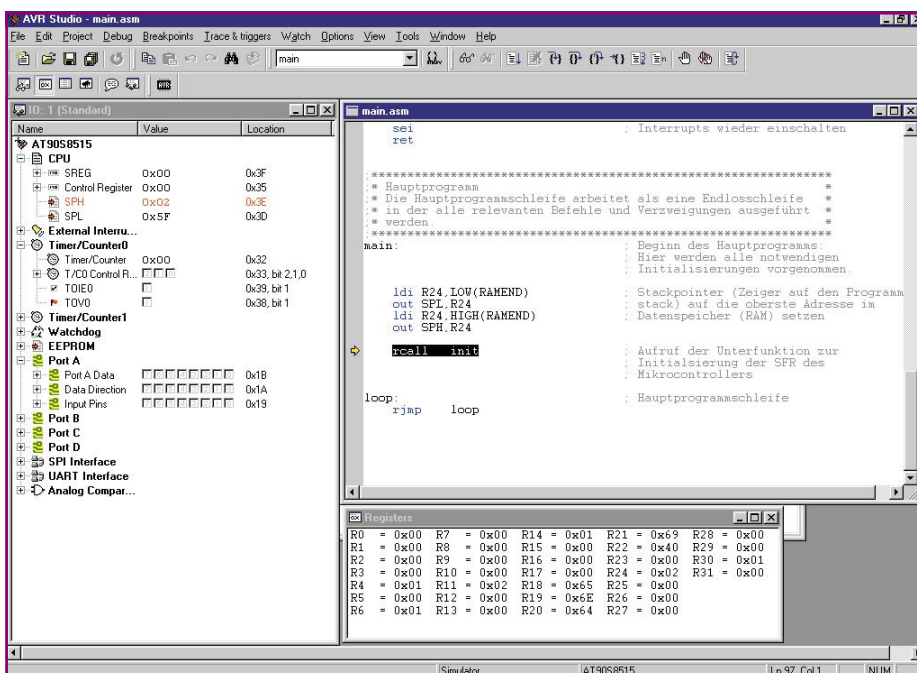 AVR Studio - main.asm
File Edit Project Debug Breakpoints Trace & triggers Watch Options View Tools Window Help
main
IO: 1 (Standard)
Name Value Location
AT90S8515
CPU
SREG 0x00 0x3F
Control Register 0x00 0x35
SPH 0x02 0x3E
SPL 0x5F 0x3D
External Interru...
Timer/Counter0
Timer/Counter 0x00 0x32
T/C0 Control R... 0x33, bit 2,1,0
TOIE0 0x39, bit 1
TOV0 0x38, bit 1
Timer/Counter1
Watchdog
EEPROM
Port A
Port A Data 0x1B
Data Direction 0x1A
Input Pins 0x19
Port B
Port C
Port D
SPI Interface
UART Interface
Analog Compar...
main.asm
sei ; Interrupts wieder einschalten
ret
;****************************************************************
;* Hauptprogramm *
;* Die Hauptprogrammschleife arbeitet als eine Endlosschleife *
;* in der alle relevanten Befehle und Verzweigungen ausgeführt *
;* werden. *
;****************************************************************
main: ; Beginn des Hauptprogramms:
; Hier werden alle notwendigen
; Initialisierungen vorgenommen.
ldi R24,LOW(RAMEND) ; Stackpointer (Zeiger auf den Programm
out SPL,R24 ; stack) auf die oberste Adresse im
ldi R24,HIGH(RAMEND) ; Datenspeicher (RAM) setzen
out SPH,R24
rcall init ; Aufruf der Unterfunktion zur
; Initialsierung der SFR des
; Mikrocontrollers
loop: ; Hauptprogrammschleife
rjmp loop
Registers
R0 = 0x00 R7 = 0x00 R14 = 0x01 R21 = 0x69 R28 = 0x00
R1 = 0x00 R8 = 0x00 R15 = 0x00 R22 = 0x40 R29 = 0x00
R2 = 0x00 R9 = 0x00 R16 = 0x00 R23 = 0x00 R30 = 0x01
R3 = 0x00 R10 = 0x00 R17 = 0x00 R24 = 0x02 R31 = 0x00
R4 = 0x01 R11 = 0x02 R18 = 0x65 R25 = 0x00
R5 = 0x00 R12 = 0x00 R19 = 0x6E R26 = 0x00
R6 = 0x01 R13 = 0x00 R20 = 0x64 R27 = 0x00
Simulator AT90S8515 Ln 97, Col 1 NUM